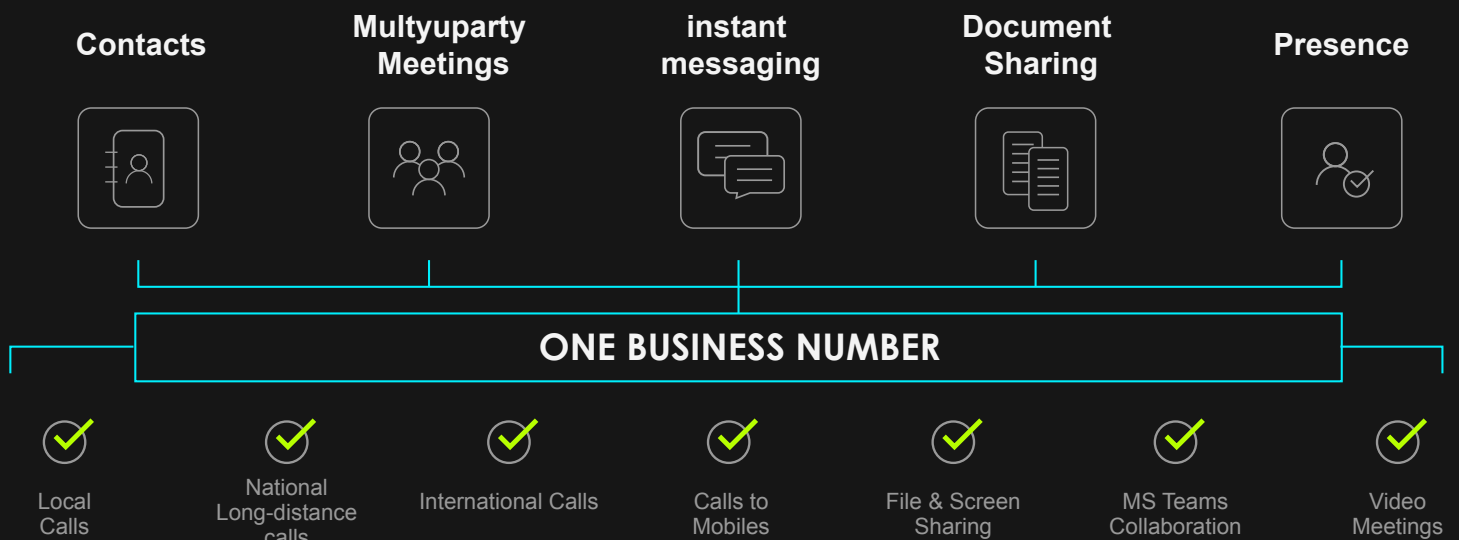 Contacts
Multyuparty
Meetings
instant
messaging
Document
Sharing
Presence
ONE BUSINESS NUMBER
Local
Calls
National
Long-distance
calls
International Calls
Calls to
Mobiles
File & Screen
Sharing
MS Teams
Collaboration
Video
Meetings